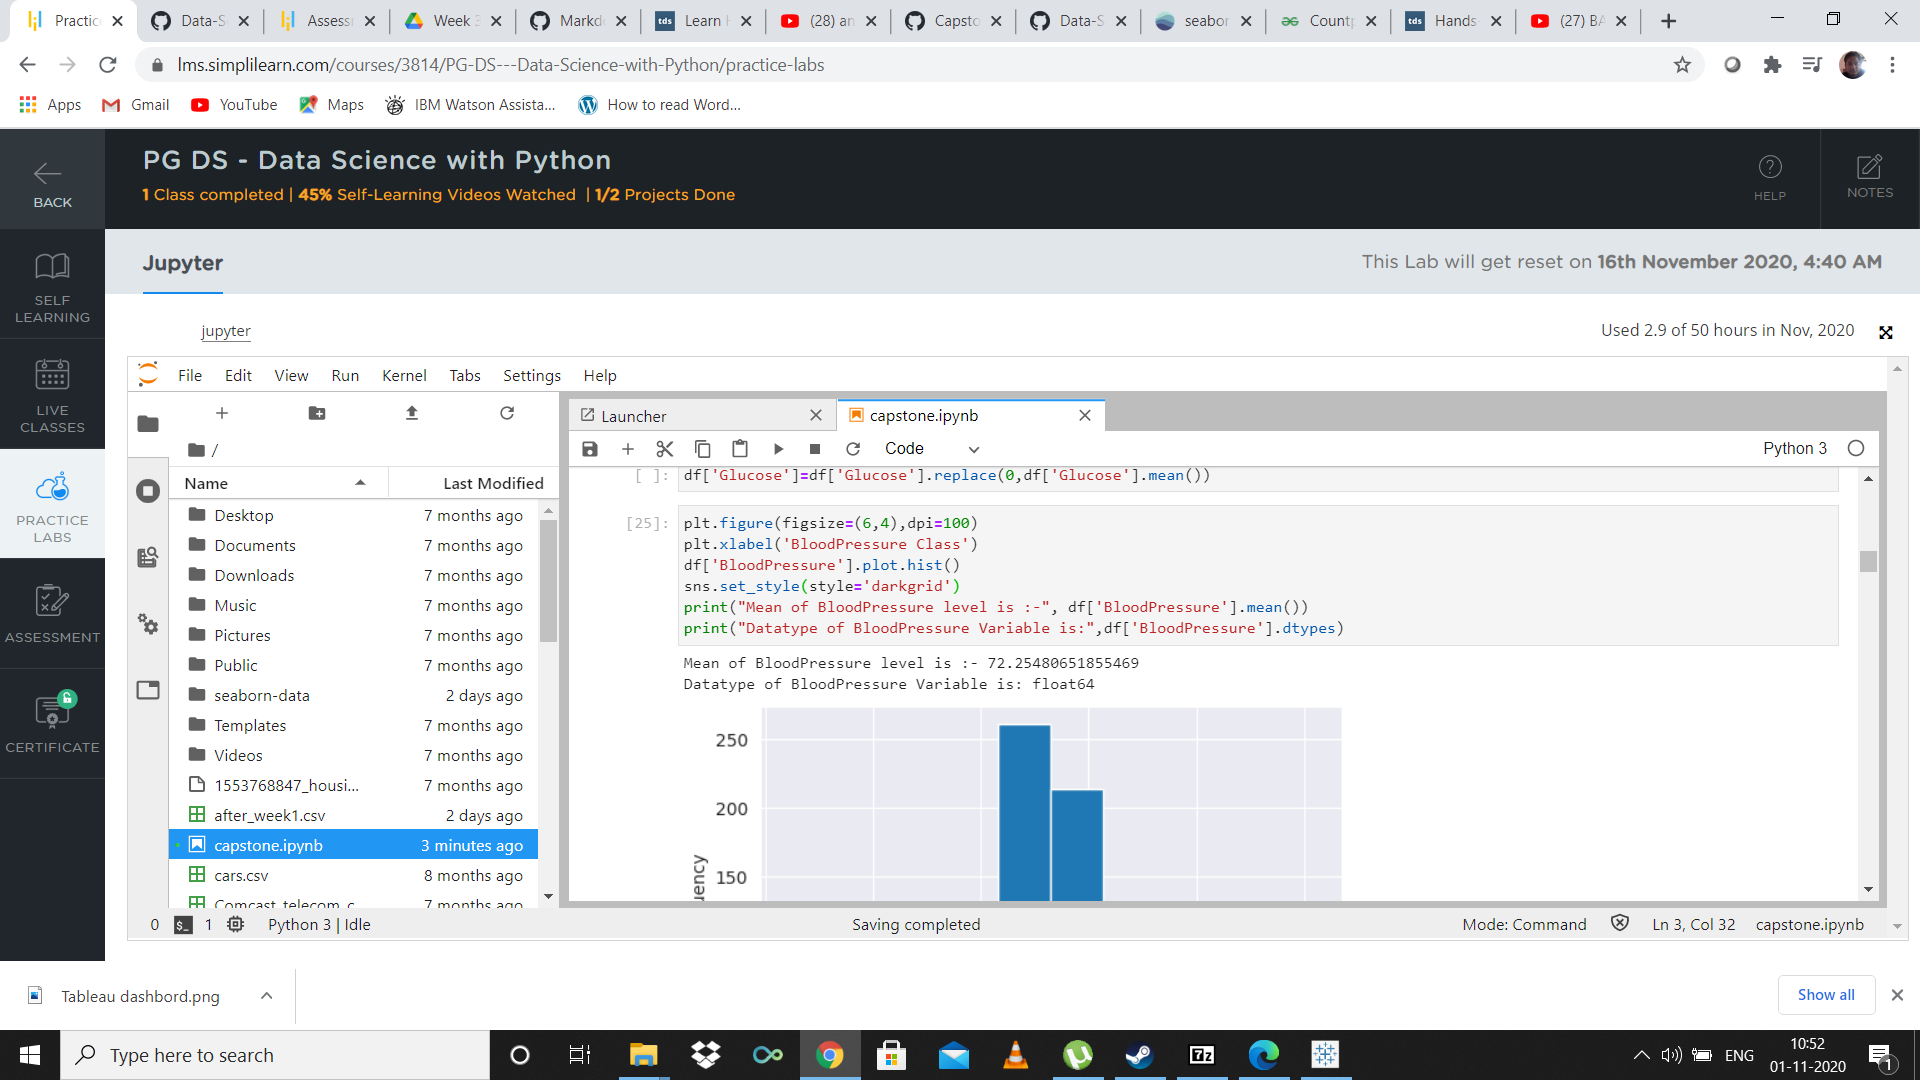 Practic
Data-S
Assessm
Week 3
Markdo
Learn
(28) an
Capsto
Data-S
seabor
Countp
Hands
(27) BA
lms.simplilearn.com/courses/3814/PG-DS---Data-Science-with-Python/practice-labs
Apps
Gmail
YouTube
Maps
IBM Watson Assista...
How to read Word...
BACK
PG DS - Data Science with Python
1 Class completed | 45% Self-Learning Videos Watched | 1/2 Projects Done
HELP
NOTES
SELF
LEARNING
LIVE
CLASSES
PRACTICE
LABS
ASSESSMENT
CERTIFICATE
Jupyter
This Lab will get reset on 16th November 2020, 4:40 AM
jupyter
Used 2.9 of 50 hours in Nov, 2020
File Edit View Run Kernel Tabs Settings Help
/
Name Last Modified
Desktop 7 months ago
Documents 7 months ago
Downloads 7 months ago
Music 7 months ago
Pictures 7 months ago
Public 7 months ago
seaborn-data 2 days ago
Templates 7 months ago
Videos 7 months ago
1553768847_housi... 7 months ago
after_week1.csv 2 days ago
capstone.ipynb 3 minutes ago
cars.csv 8 months ago
Comcast_telecom_c 7 months ago
Launcher
capstone.ipynb
Code
Python 3
[ ]: df['Glucose']=df['Glucose'].replace(0,df['Glucose'].mean())
[25]: plt.figure(figsize=(6,4),dpi=100)
plt.xlabel('BloodPressure Class')
df['BloodPressure'].plot.hist()
sns.set_style(style='darkgrid')
print("Mean of BloodPressure level is :-", df['BloodPressure'].mean())
print("Datatype of BloodPressure Variable is:",df['BloodPressure'].dtypes)
Mean of BloodPressure level is :- 72.25480651855469
Datatype of BloodPressure Variable is: float64
250
200
150
uency
0 $_ 1 Python 3 | Idle
Saving completed
Mode: Command
Ln 3, Col 32
capstone.ipynb
Tableau dashbord.png
Show all
Type here to search
ENG
10:52
01-11-2020
1